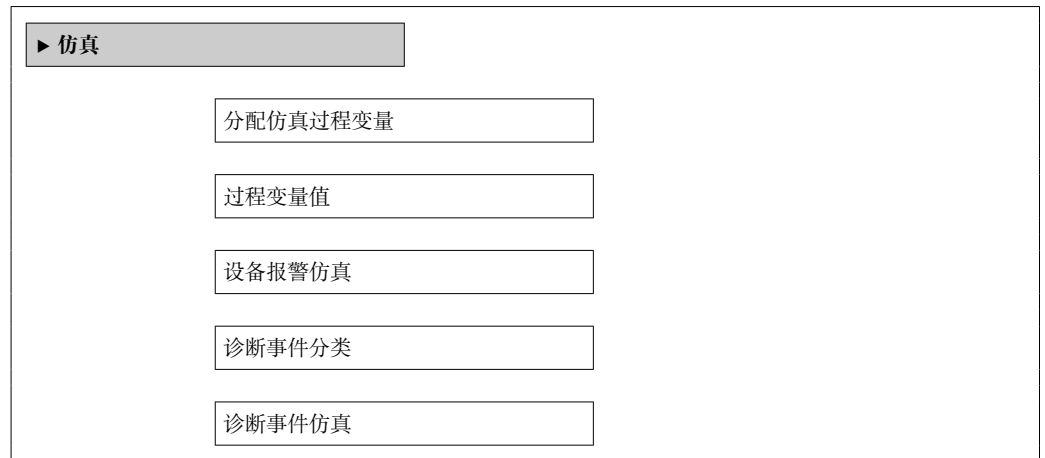 ▶ 仿真
分配仿真过程变量
过程变量值
设备报警仿真
诊断事件分类
诊断事件仿真